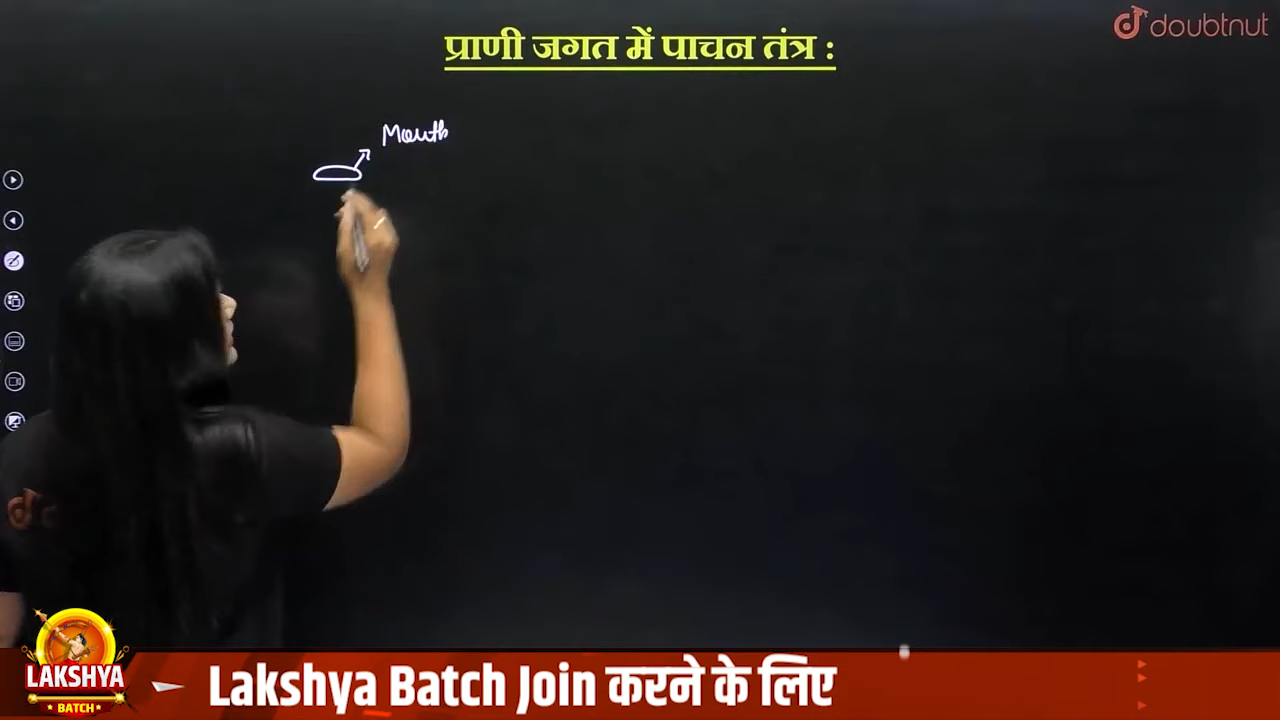 प्राणी जगत में पाचन तंत्र :
doubtnut
Mouth
LAKSHYA
BATCH
Lakshya Batch Join करने के लिए